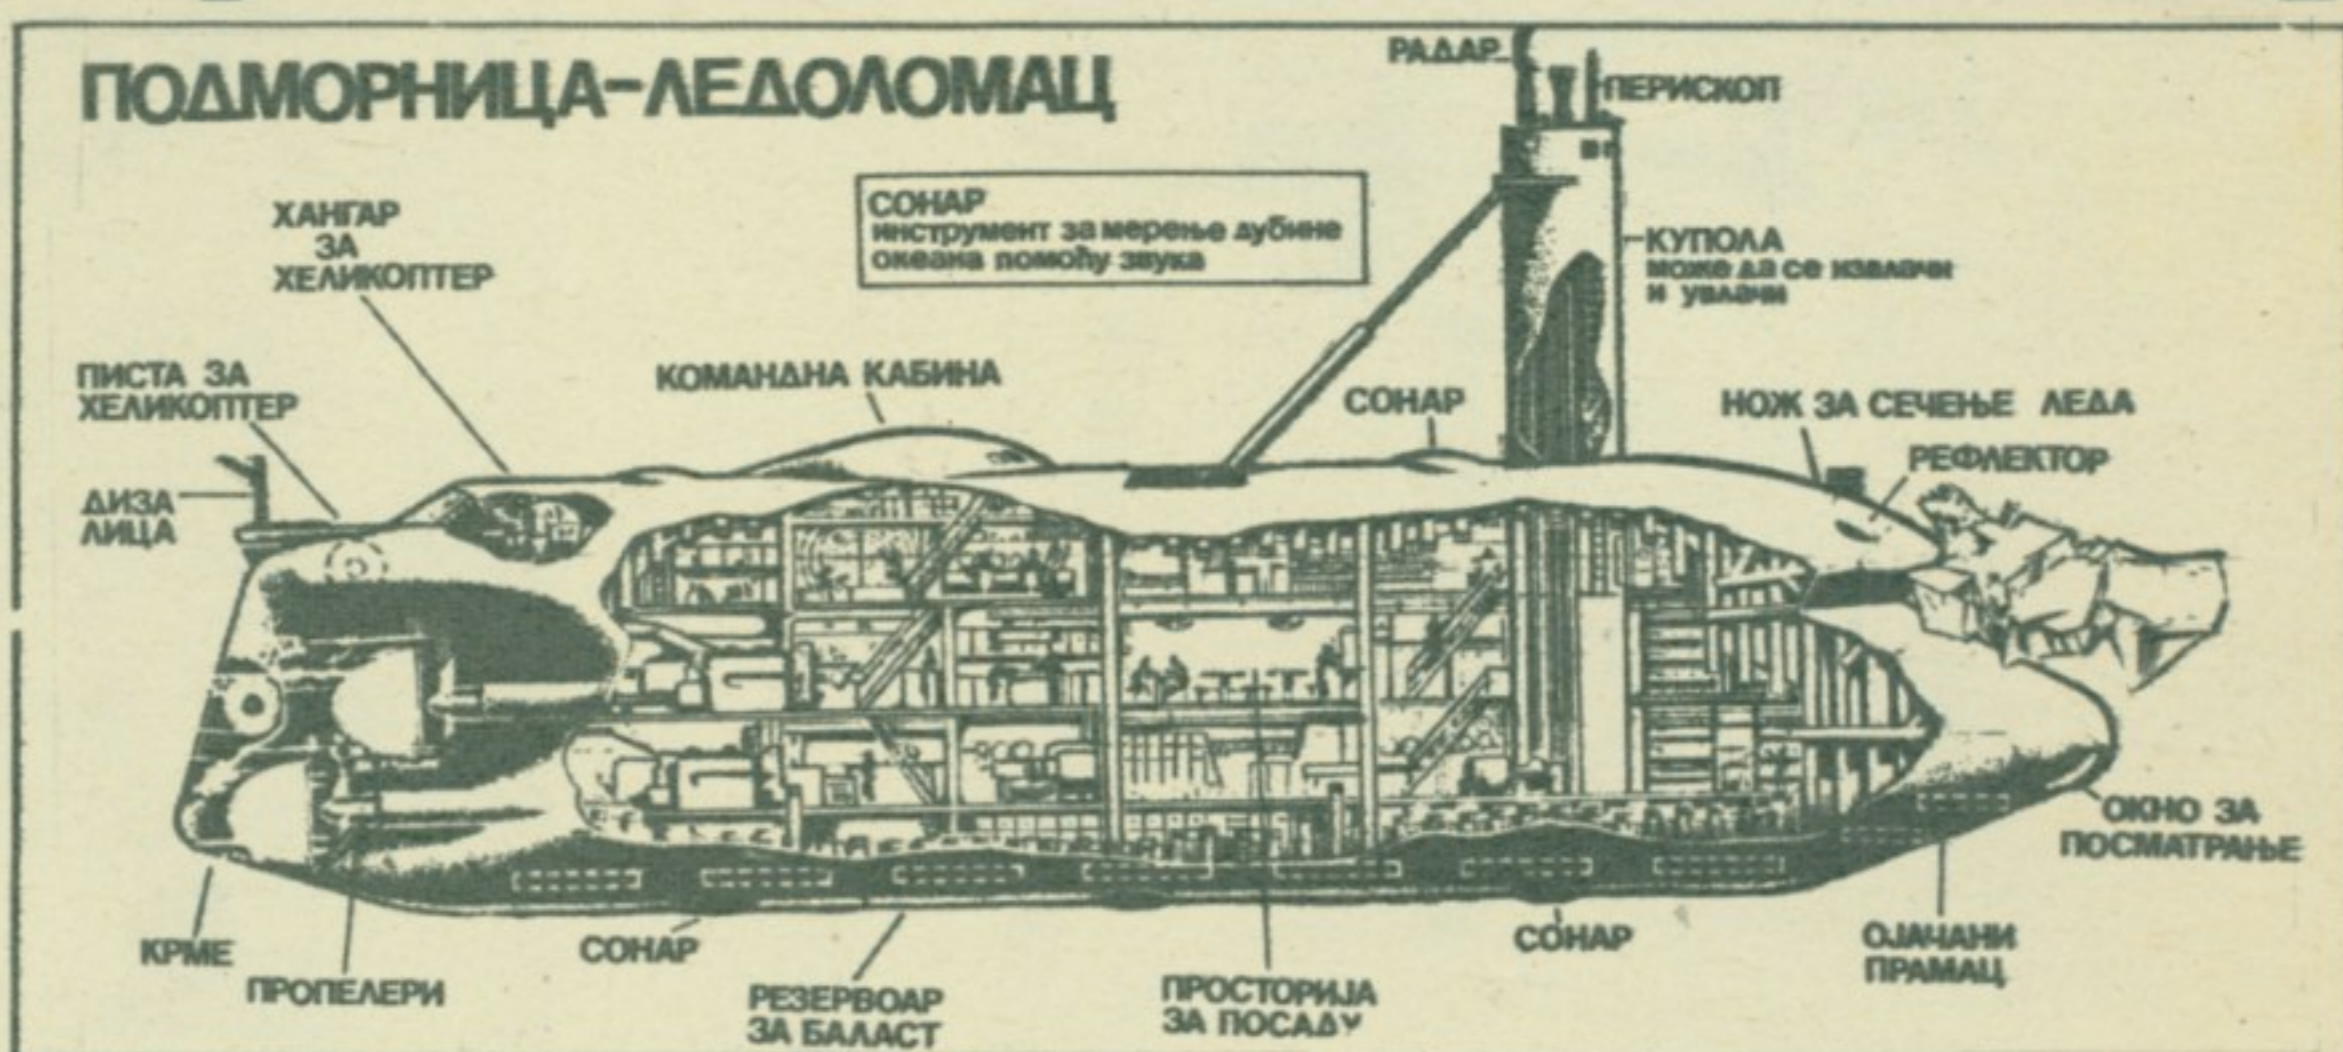 ПОДМОРНИЦА-ЛЕДОЛОМАЦ
РАДАР
ПЕРИСКОП
ХАНГАР
ЗА
ХЕЛИКОПТЕР
СОНАР
инструмент за мерење дубине
океана помоћу звука
КУПОЛА
може да се извлачи
и увлачи
ПИСТА ЗА
ХЕЛИКОПТЕР
КОМАНДНА КАБИНА
СОНАР
НОЖ ЗА СЕЧЕЊЕ ЛЕДА
РЕФЛЕКТОР
ДИЗА
ЛИЦА
ОКНО ЗА
ПОСМАТРАЊЕ
КРМЕ
ПРОПЕЛЕРИ
СОНАР
РЕЗЕРВОАР
ЗА БАЛАСТ
ПРОСТОРИЈА
ЗА ПОСАДУ
СОНАР
ОЈАЧАНИ
ПРАМАЦ